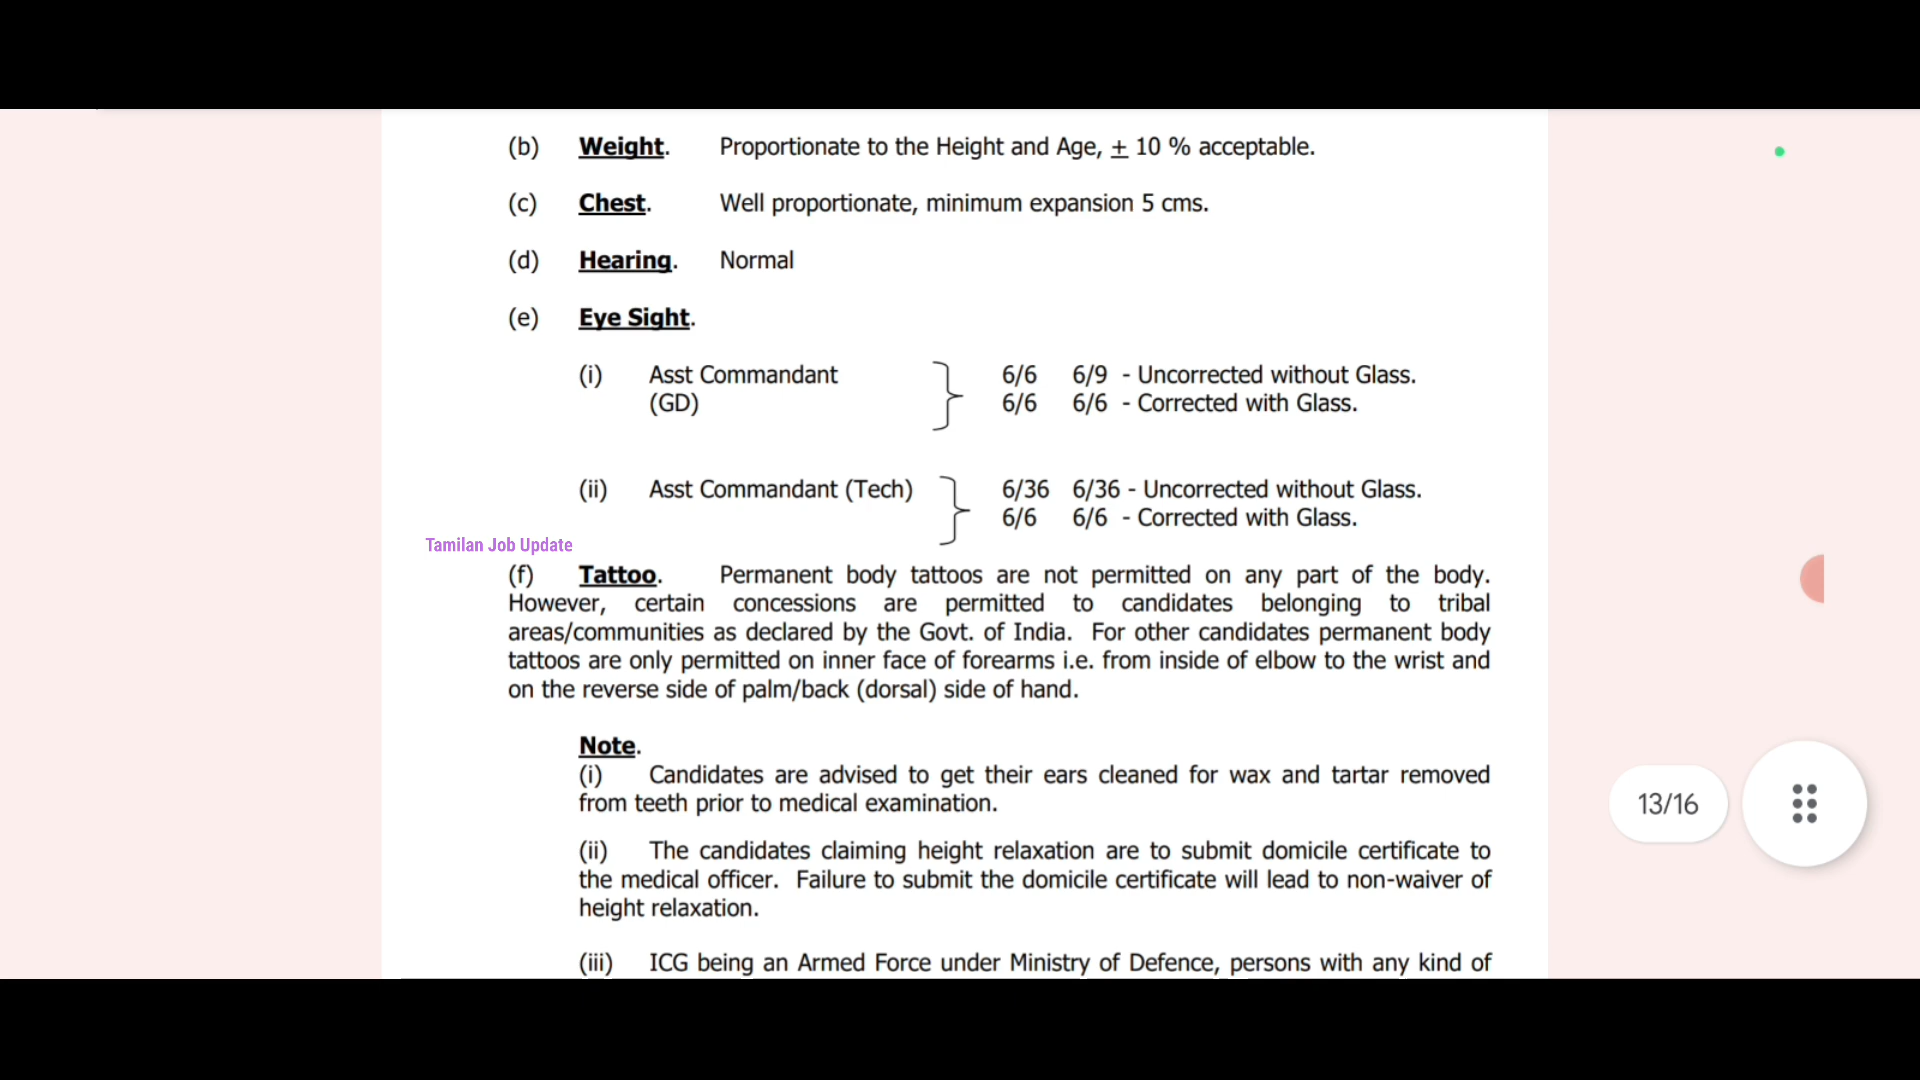 (b) Weight. Proportionate to the Height and Age, ± 10 % acceptable.
(c) Chest. Well proportionate, minimum expansion 5 cms.
(d) Hearing. Normal
(e) Eye Sight.
(i) Asst Commandant } 6/6 6/9 - Uncorrected without Glass.
(GD) 6/6 6/6 - Corrected with Glass.
(ii) Asst Commandant (Tech) } 6/36 6/36 - Uncorrected without Glass.
6/6 6/6 - Corrected with Glass.
Tamilan Job Update
(f) Tattoo. Permanent body tattoos are not permitted on any part of the body.
However, certain concessions are permitted to candidates belonging to tribal
areas/communities as declared by the Govt. of India. For other candidates permanent body
tattoos are only permitted on inner face of forearms i.e. from inside of elbow to the wrist and
on the reverse side of palm/back (dorsal) side of hand.
Note.
(i) Candidates are advised to get their ears cleaned for wax and tartar removed
from teeth prior to medical examination.
13/16
(ii) The candidates claiming height relaxation are to submit domicile certificate to
the medical officer. Failure to submit the domicile certificate will lead to non-waiver of
height relaxation.
(iii) ICG being an Armed Force under Ministry of Defence, persons with any kind of